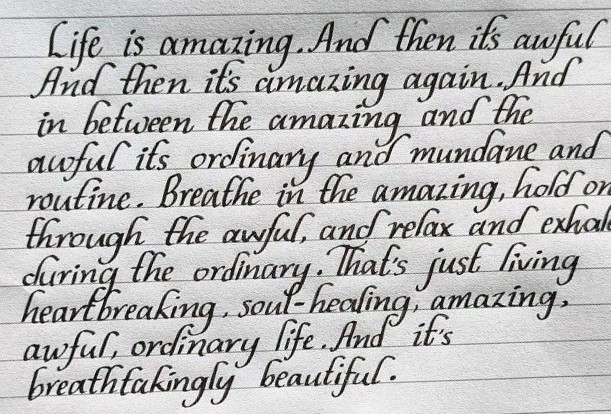 Life is amazing. And then its awful
And then it's amazing again. And
in between the amazing and the
awful its ordinary and mundane and
routine. Breathe in the amazing, hold on
through the awful, and relax and exhale
during the ordinary. That's just living
heartbreaking, soul-healing, amazing,
awful, ordinary life. And it's
breathtakingly beautiful.